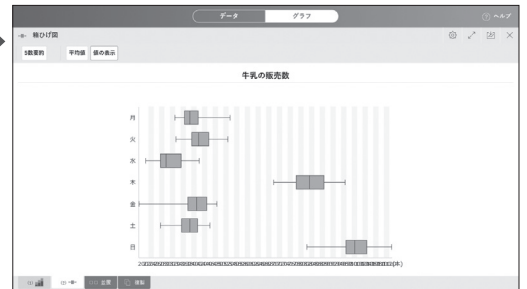 データ グラフ ヘルプ
箱ひげ図
5数要約 平均値 値の表示
牛乳の販売数
月
火
水
木
金
土
日
(本)
複製